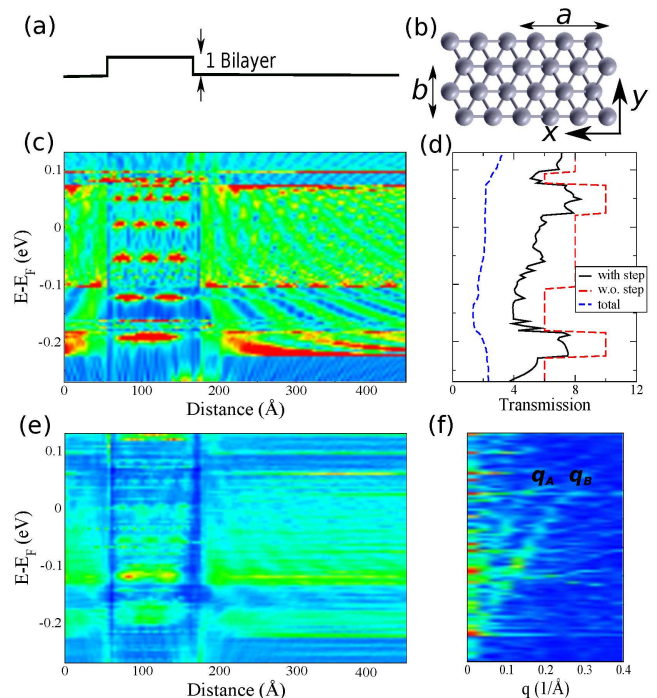 (a)
1 Bilayer
(b)
a
b
x
y
(c)
0.1
0
-0.1
-0.2
E-E_F (eV)
0 100 200 300 400
Distance (Å)
(d)
with step
w.o. step
total
0 4 8 12
Transmission
(e)
0.1
0
-0.1
-0.2
E-E_F (eV)
0 100 200 300 400
Distance (Å)
(f)
q_A q_B
0 0.1 0.2 0.3 0.4
q (1/Å)